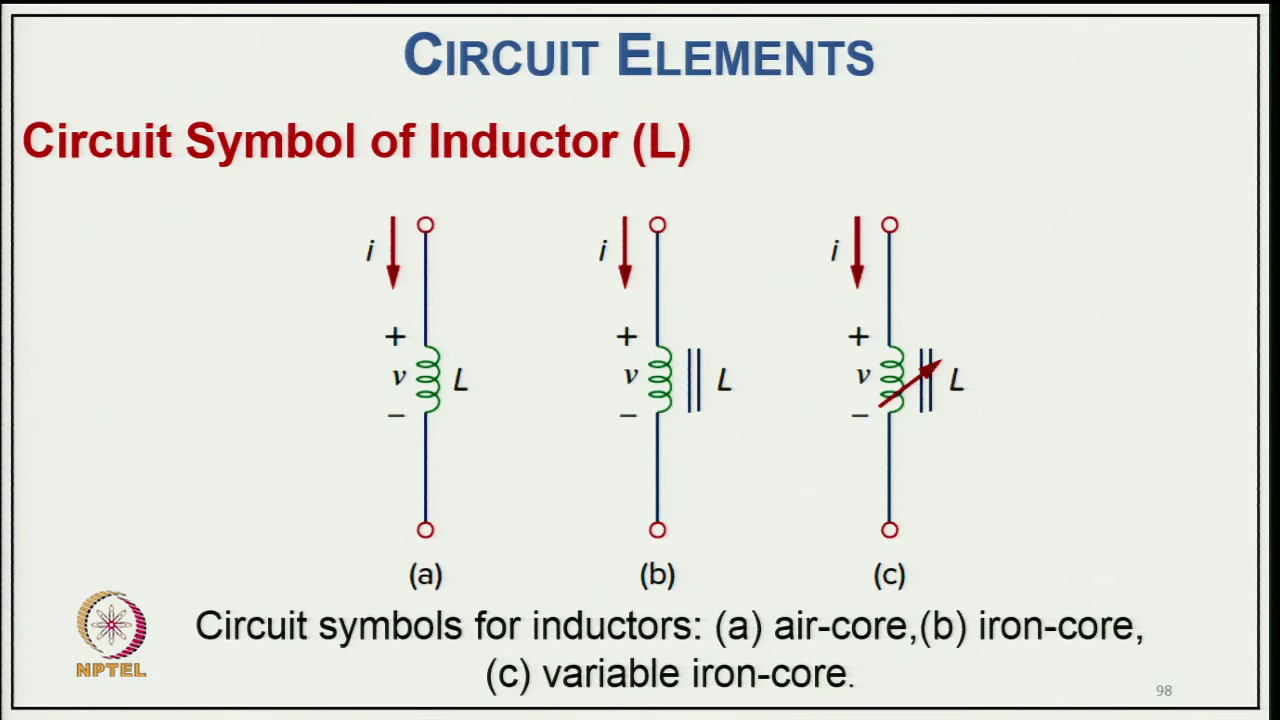 CIRCUIT ELEMENTS
Circuit Symbol of Inductor (L)
i i i
+ + +
v L v L v L
− − −
(a) (b) (c)
Circuit symbols for inductors: (a) air-core,(b) iron-core,
(c) variable iron-core.
NPTEL
98